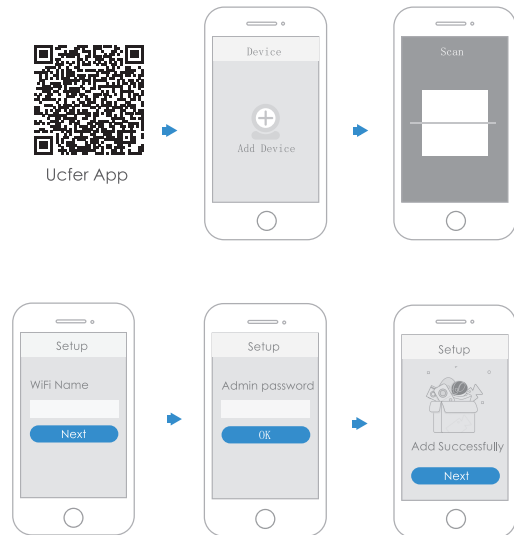 Ucfer App
Device
Add Device
Scan
Setup
WiFi Name
Next
Setup
Admin password
OK
Setup
Add Successfully
Next